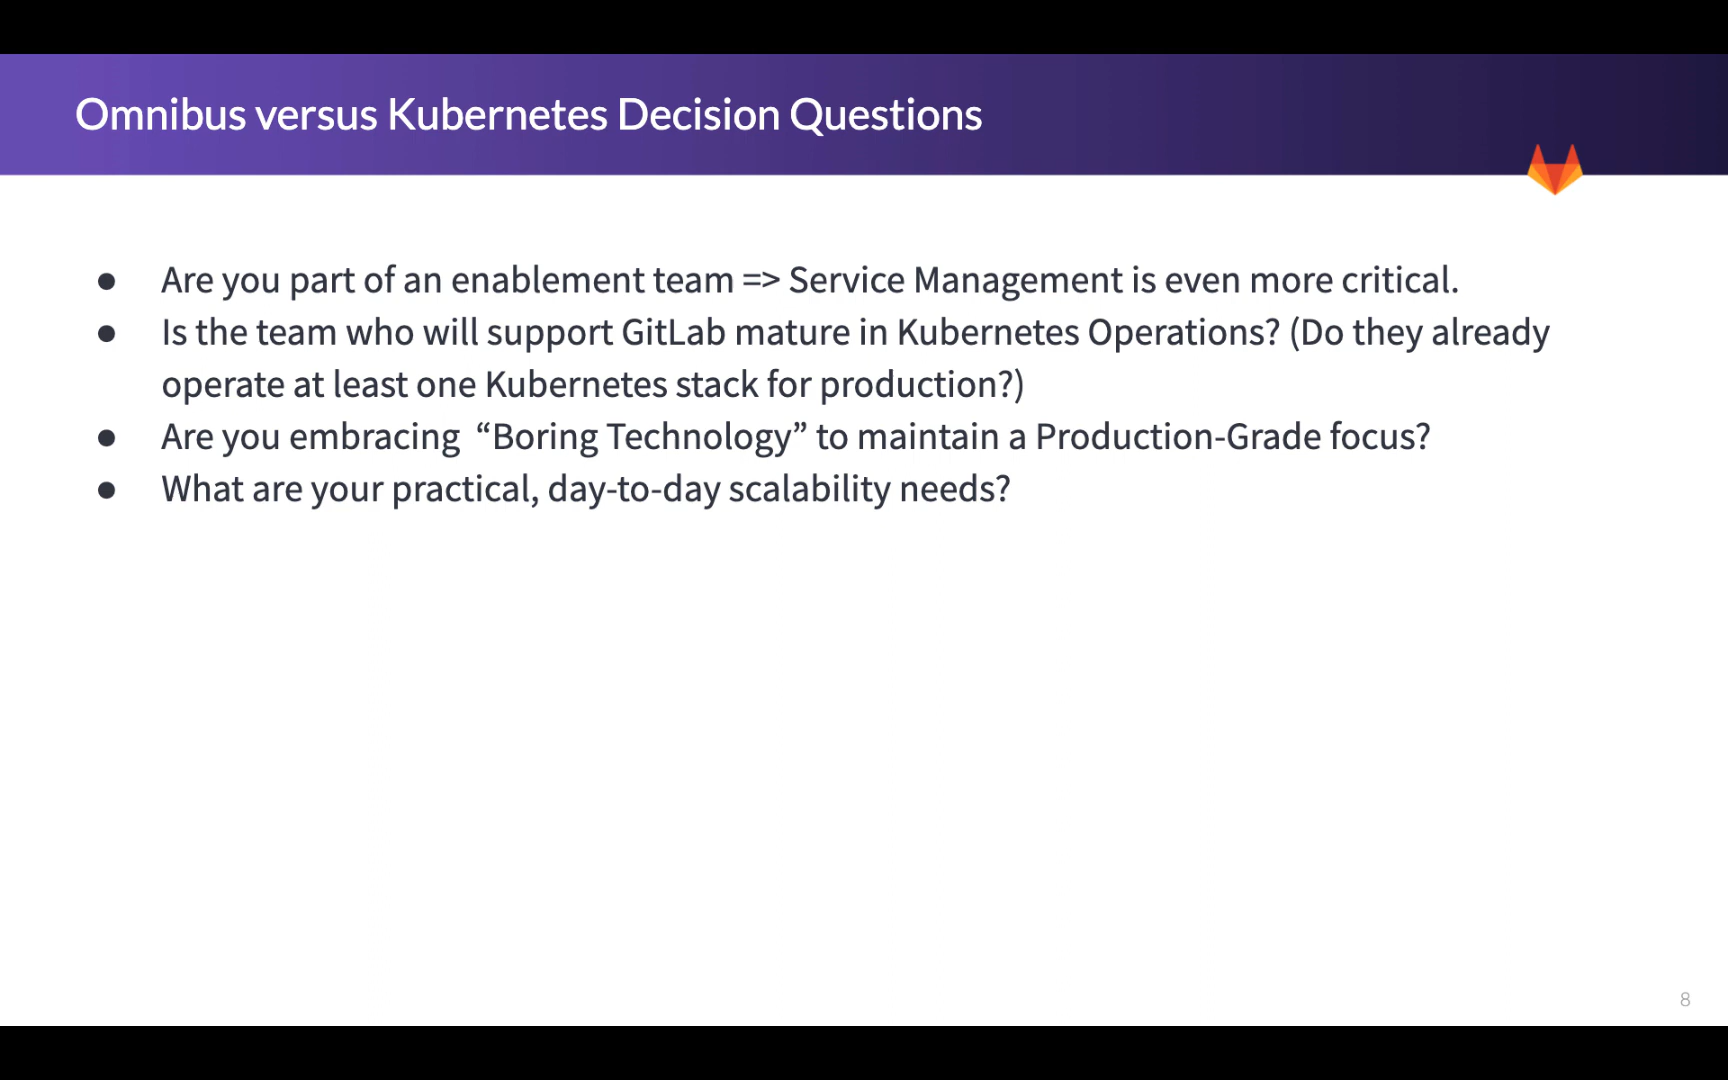 Omnibus versus Kubernetes Decision Questions
● Are you part of an enablement team => Service Management is even more critical.
● Is the team who will support GitLab mature in Kubernetes Operations? (Do they already
operate at least one Kubernetes stack for production?)
● Are you embracing  “Boring Technology” to maintain a Production-Grade focus?
● What are your practical, day-to-day scalability needs?
8